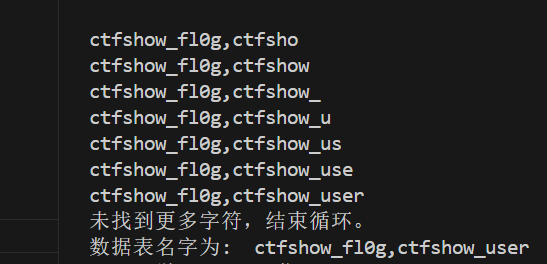 ctfshow_fl0g,ctfsho
ctfshow_fl0g,ctfshow
ctfshow_fl0g,ctfshow_
ctfshow_fl0g,ctfshow_u
ctfshow_fl0g,ctfshow_us
ctfshow_fl0g,ctfshow_use
ctfshow_fl0g,ctfshow_user
未找到更多字符，结束循环。
数据表名字为： ctfshow_fl0g,ctfshow_user